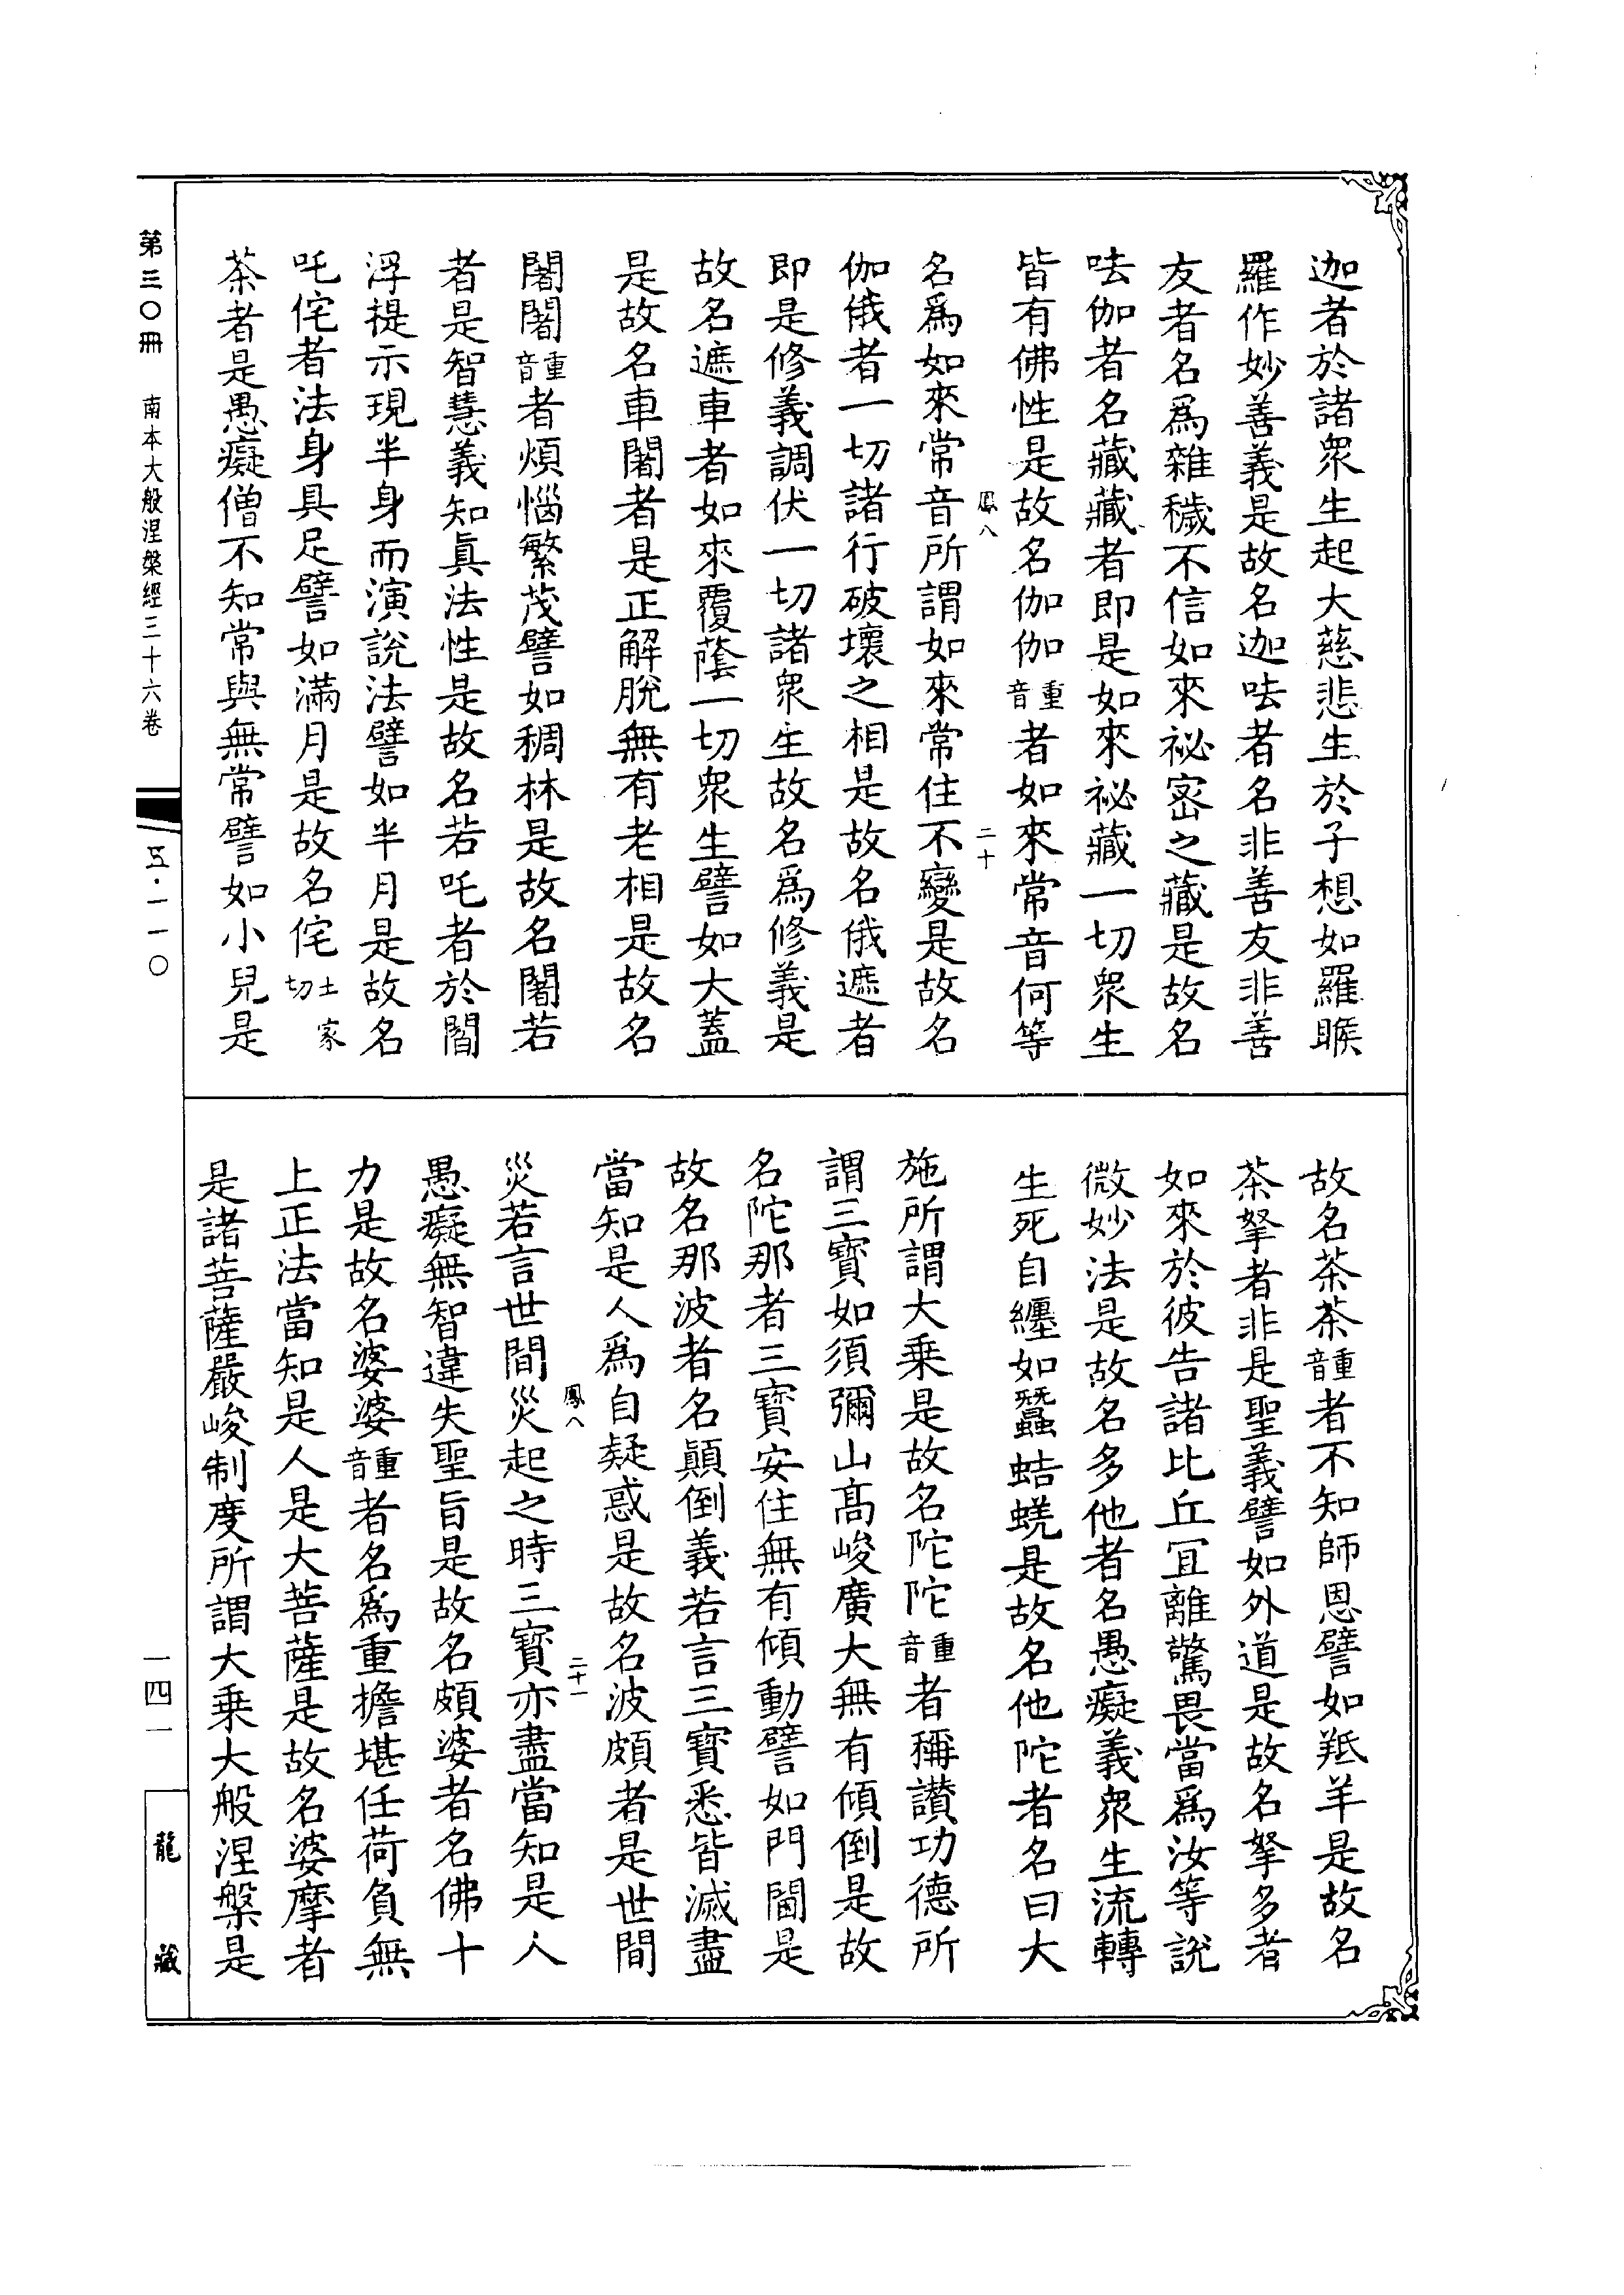 迦者於諸衆生起大慈悲生於子想如羅睺
羅作妙善義是故名迦呿者名非善友非善
友者名爲雜穢不信如來祕密之藏是故名
呿伽者名藏藏者即是如來祕藏一切衆生
皆有佛性是故名伽伽重音者如來常音何等
鳳八 二十
名爲如來常音所謂如來常住不變是故名
伽俄者一切諸行破壞之相是故名俄遮者
即是修義調伏一切諸衆生故名爲修義是
故名遮車者如來覆蔭一切衆生譬如大蓋
是故名車闍者是正解脫無有老相是故名
闍闍重音者煩惱繁茂譬如稠林是故名闍若
者是智慧義知眞法性是故名若吒者於閻
浮提示現半身而演說法譬如半月是故名
吒侘者法身具足譬如滿月是故名侘土家切
茶者是愚癡僧不知常與無常譬如小兒是
故名茶茶重音者不知師恩譬如羝羊是故名
茶拏者非是聖義譬如外道是故名拏多者
如來於彼告諸比丘冝離驚畏當爲汝等說
微妙法是故名多他者名愚癡義衆生流轉
生死自纏如蠶蛣蜣是故名他陀者名曰大
施所謂大乗是故名陀陀重音者稱讃功德所
謂三寳如須彌山髙峻廣大無有傾倒是故
名陀那者三寳安住無有傾動譬如門閫是
故名那波者名顛倒義若言三寳悉皆滅盡
當知是人爲自疑惑是故名波頗者是世間
鳳八 二十一
災若言世間災起之時三寳亦盡當知是人
愚癡無智違失聖旨是故名頗婆者名佛十
力是故名婆婆重音者名爲重擔堪任荷負無
上正法當知是人是大菩薩是故名婆摩者
是諸菩薩嚴峻制度所謂大乗大般涅槃是
第三〇冊 南本大般涅槃經三十六卷
五·一一〇
一四一
龍藏